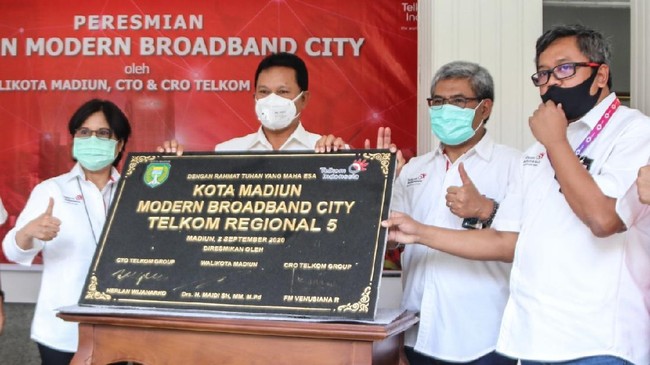 PERESMIAN
N MODERN BROADBAND CITY
oleh
WALIKOTA MADIUN, CTO & CRO TELKOM
DENGAN RAHMAT TUHAN YANG MAHA ESA
Telkom
Indonesia
KOTA MADIUN
MODERN BROADBAND CITY
TELKOM REGIONAL 5
MADIUN, 2 SEPTEMBER 2020
DIRESMIKAN OLEH
CTO TELKOM GROUP WALIKOTA MADIUN CRO TELKOM GROUP
HERLAN WIJANARKO Drs. H. MAIDI SH, MM, M.Pd FM VENUSIANA R